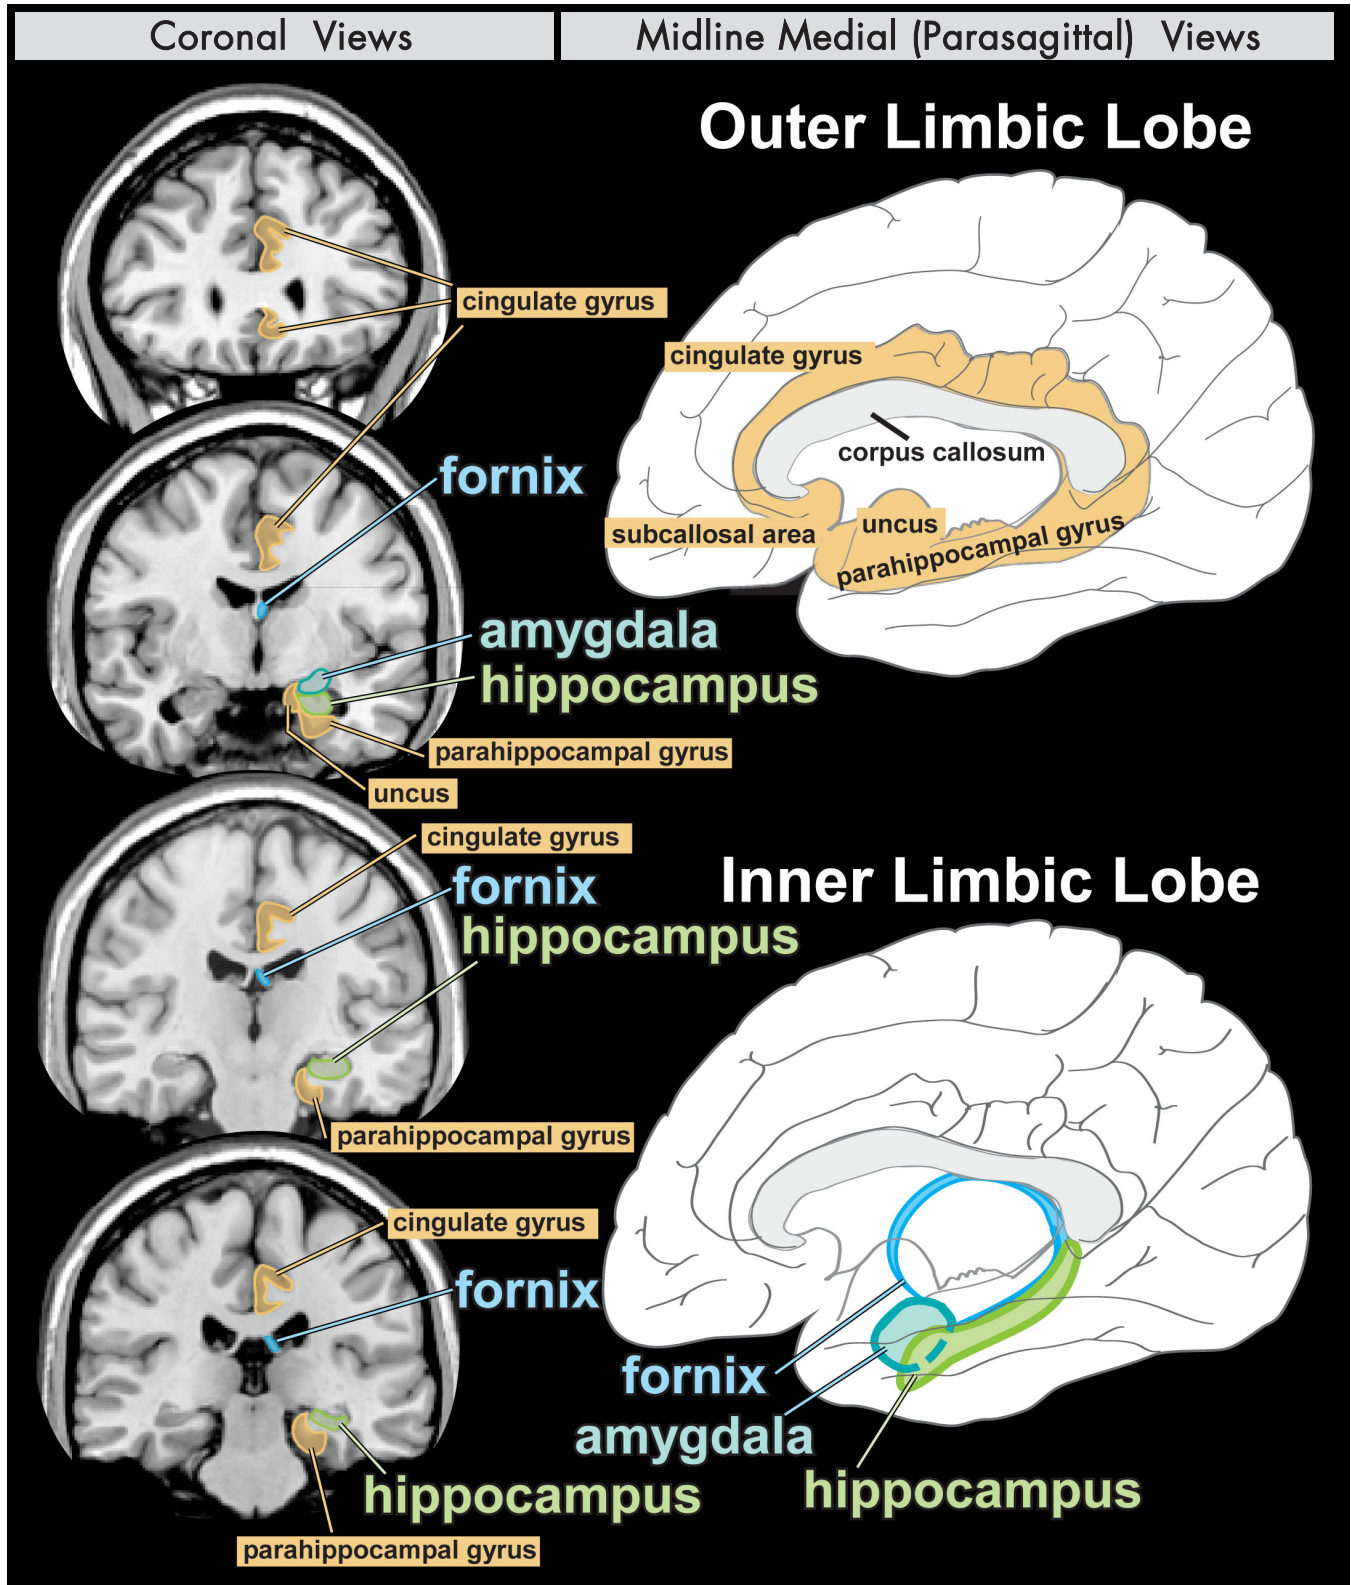 Coronal Views
Midline Medial (Parasagittal) Views
Outer Limbic Lobe
cingulate gyrus
cingulate gyrus
corpus callosum
fornix
subcallosal area
uncus
parahippocampal gyrus
amygdala
hippocampus
parahippocampal gyrus
uncus
cingulate gyrus
fornix
hippocampus
Inner Limbic Lobe
parahippocampal gyrus
cingulate gyrus
fornix
fornix
amygdala
hippocampus
hippocampus
parahippocampal gyrus